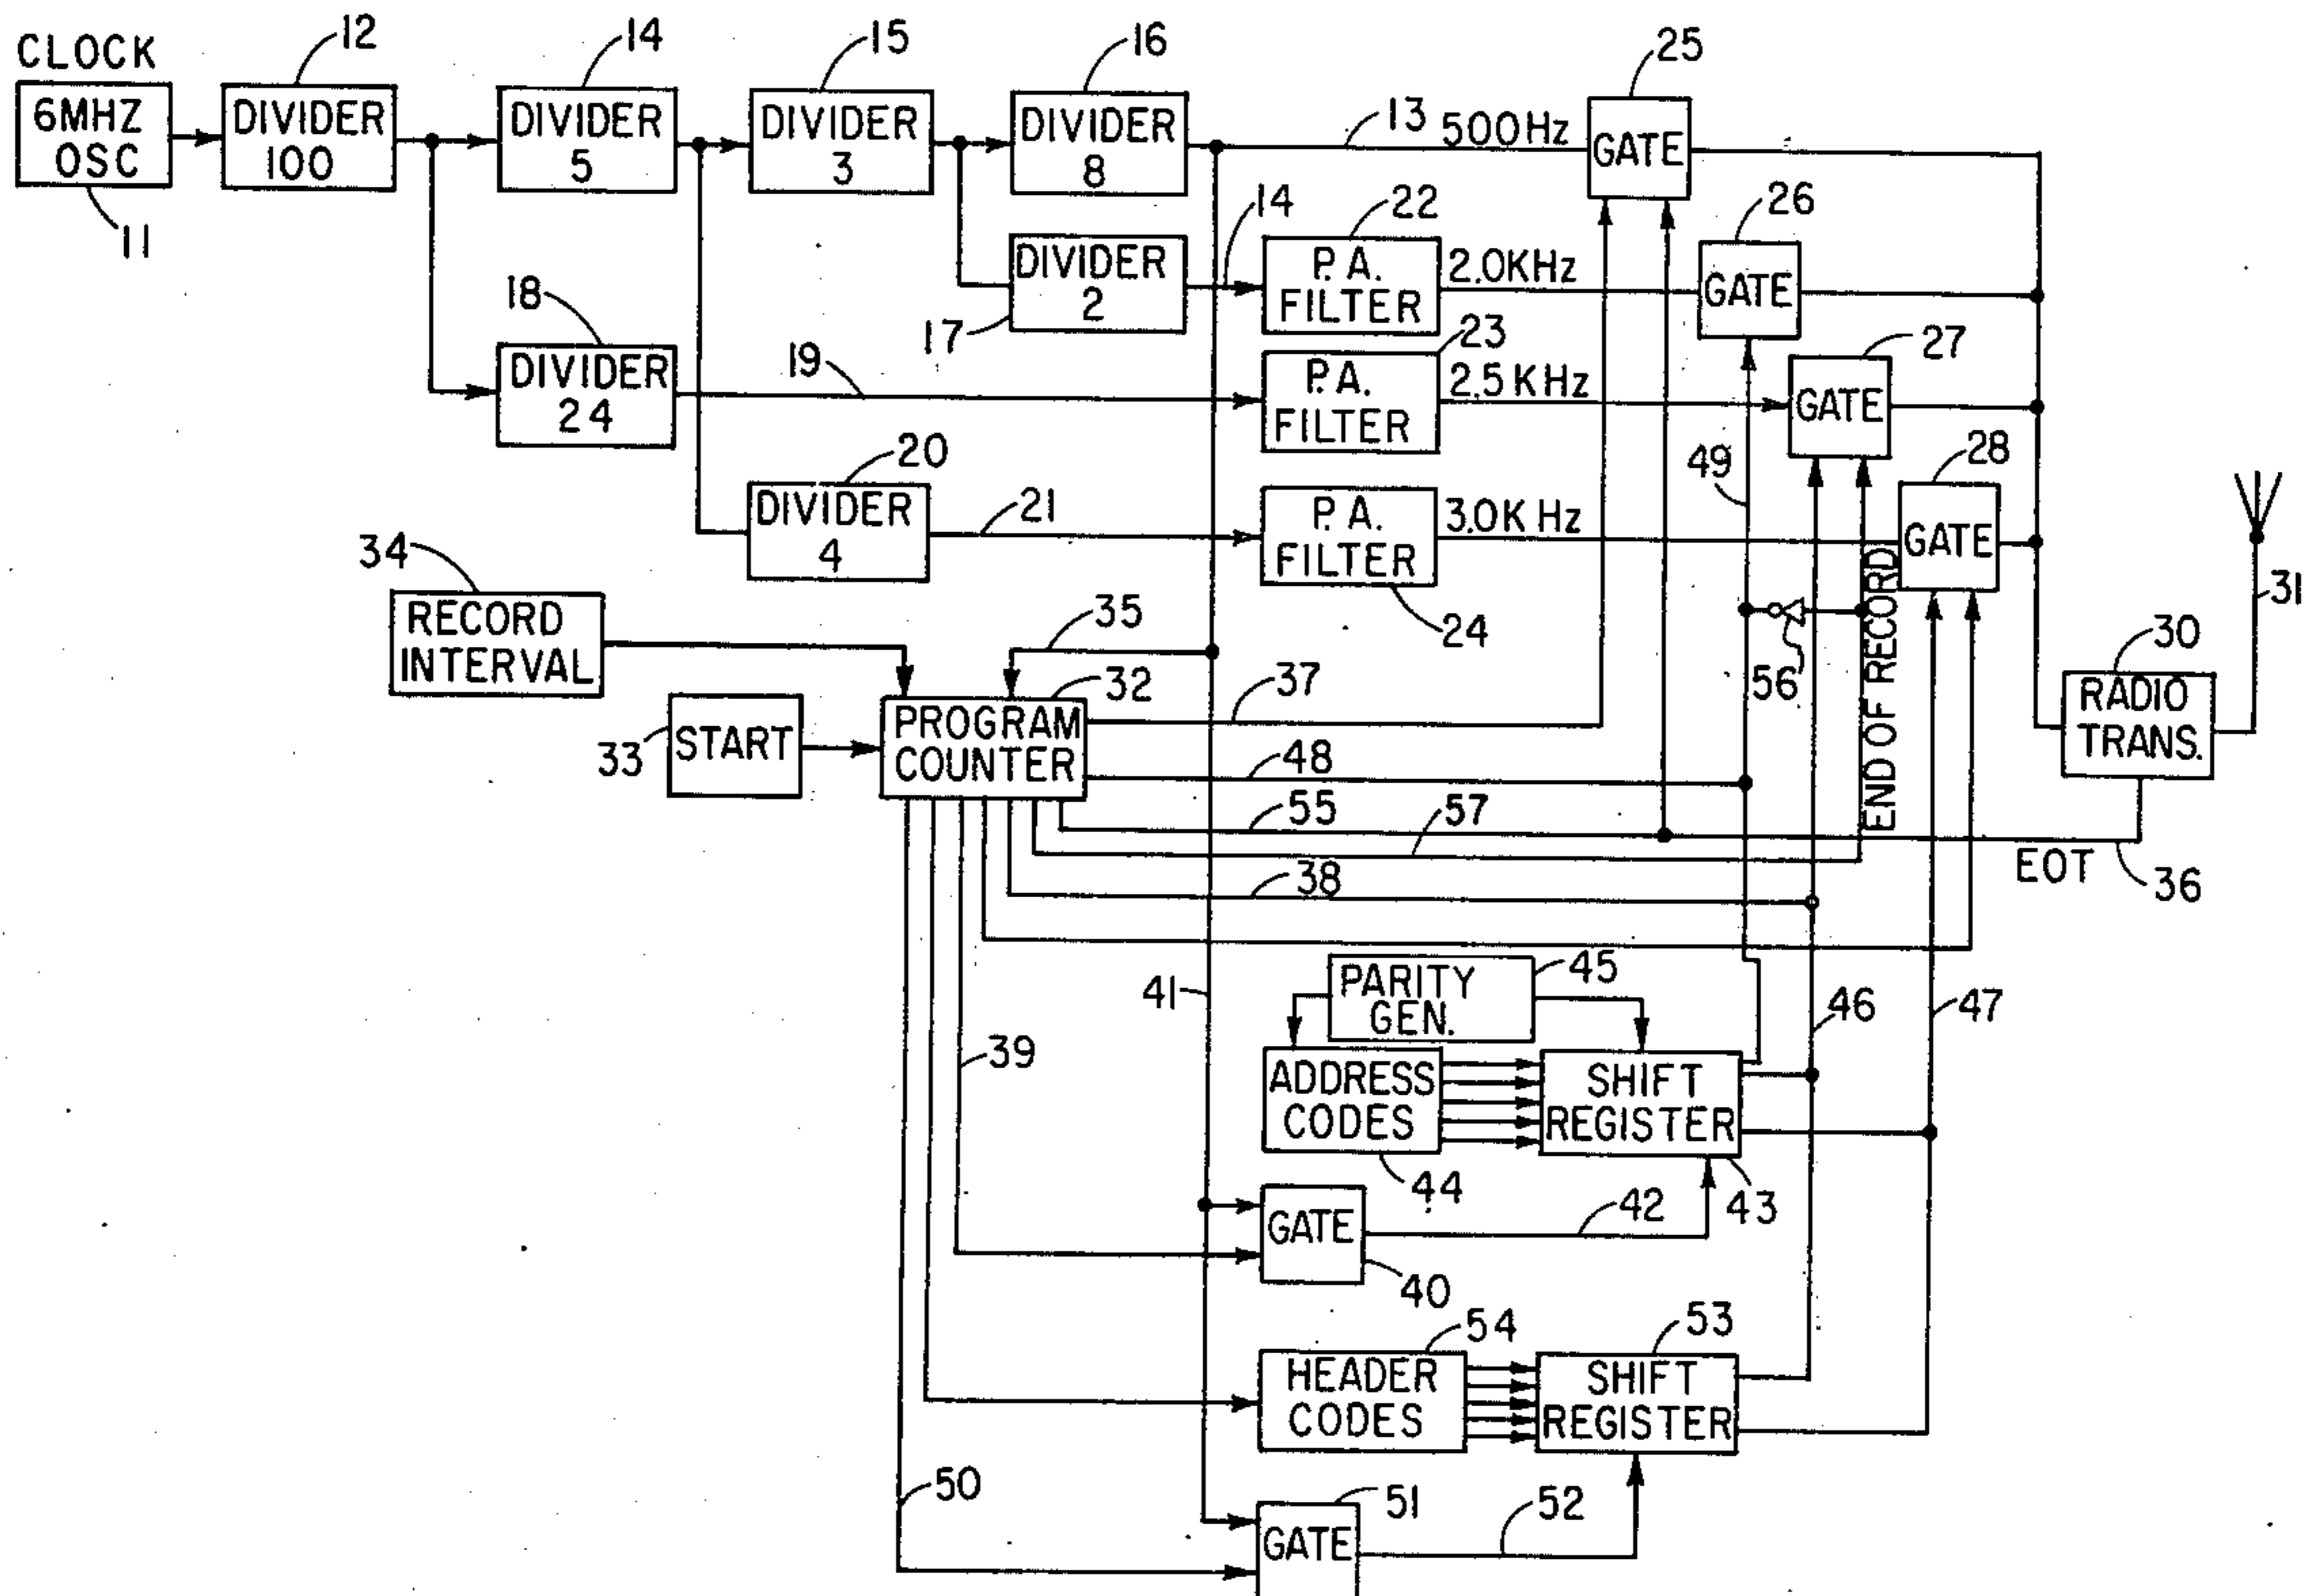 CLOCK
12
14
15
16
25
6MHZ
OSC
DIVIDER
100
DIVIDER
5
DIVIDER
3
DIVIDER
8
13
500Hz
GATE
11
14
22
26
DIVIDER
2
17
P.A.
FILTER
2.0KHz
GATE
18
DIVIDER
24
19
23
P.A.
FILTER
2.5KHz
27
GATE
20
DIVIDER
4
21
P.A.
FILTER
3.0KHz
24
49
28
GATE
31
34
RECORD
INTERVAL
35
56
END OF RECORD
30
RADIO
TRANS.
33
START
32
PROGRAM
COUNTER
37
48
55
57
38
EOT
36
41
39
PARITY
GEN.
45
46
47
ADDRESS
CODES
44
SHIFT
REGISTER
43
GATE
40
42
54
HEADER
CODES
53
SHIFT
REGISTER
50
51
GATE
52